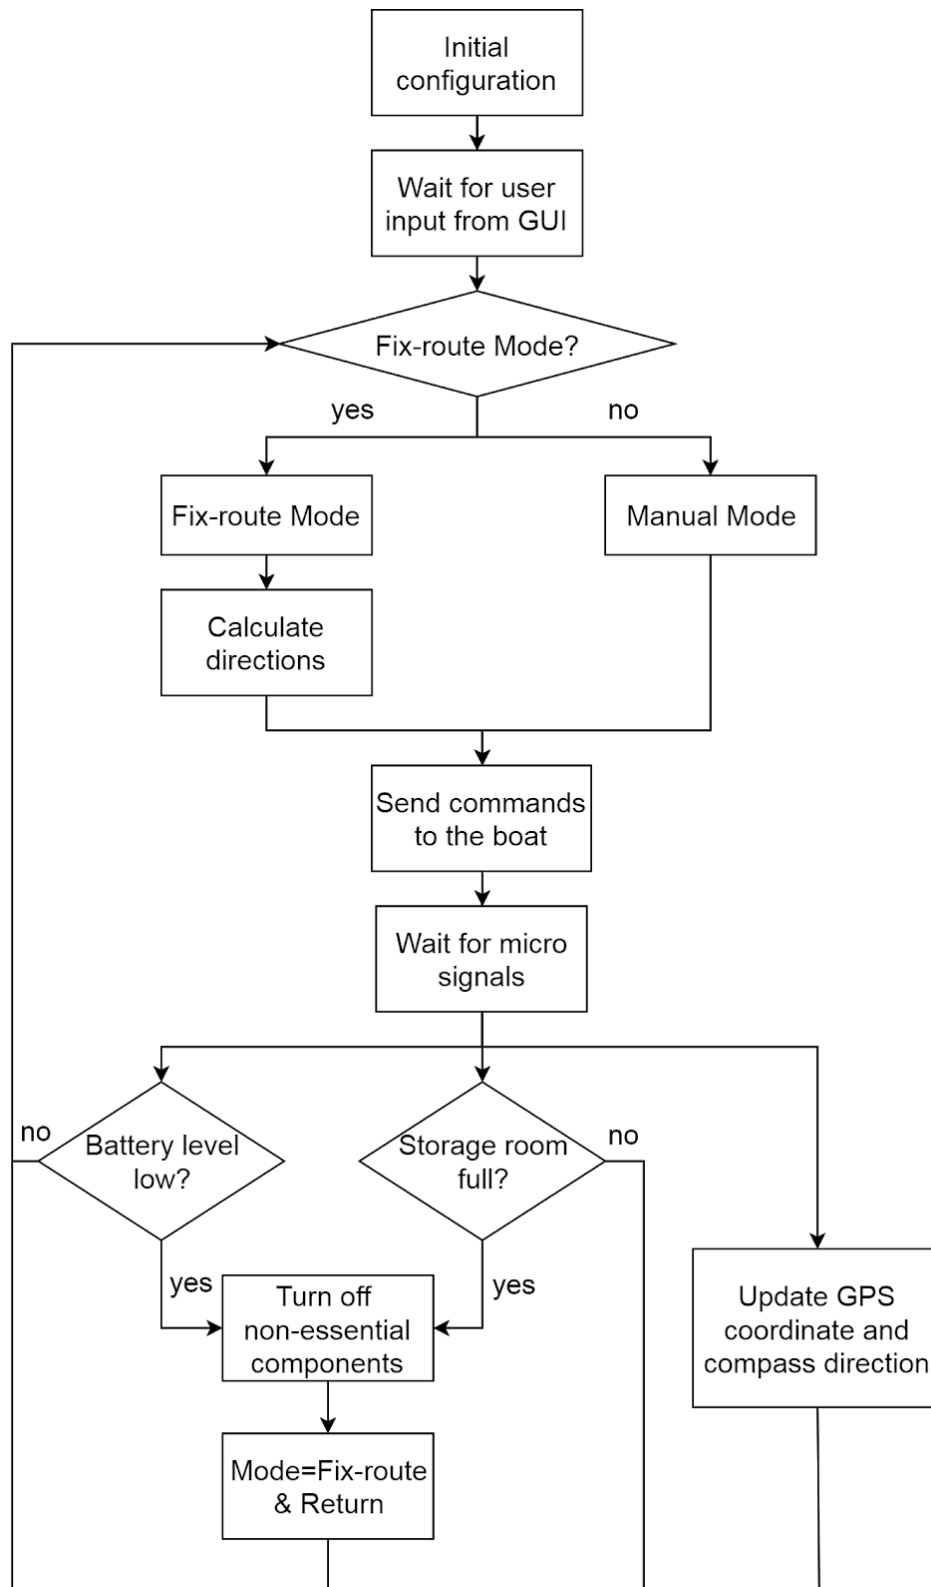 Initial
configuration
Wait for user
input from GUI
Fix-route Mode?
yes
no
Fix-route Mode
Manual Mode
Calculate
directions
Send commands
to the boat
Wait for micro
signals
no
Battery level
low?
Storage room
full?
no
yes
yes
Turn off
non-essential
components
Update GPS
coordinate and
compass direction
Mode=Fix-route
& Return